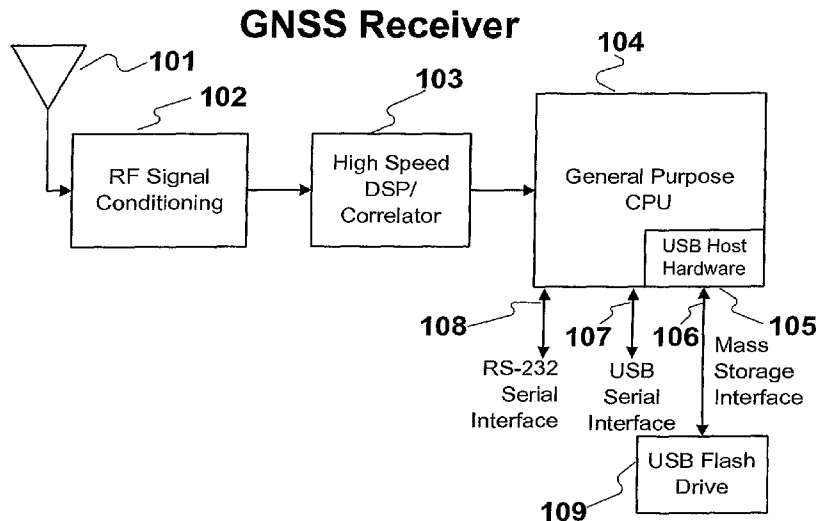 GNSS Receiver
101
102
103
104
RF Signal
Conditioning
High Speed
DSP/
Correlator
General Purpose
CPU
USB Host
Hardware
108
107
106
105
RS-232
Serial
Interface
USB
Serial
Interface
Mass
Storage
Interface
USB Flash
Drive
109